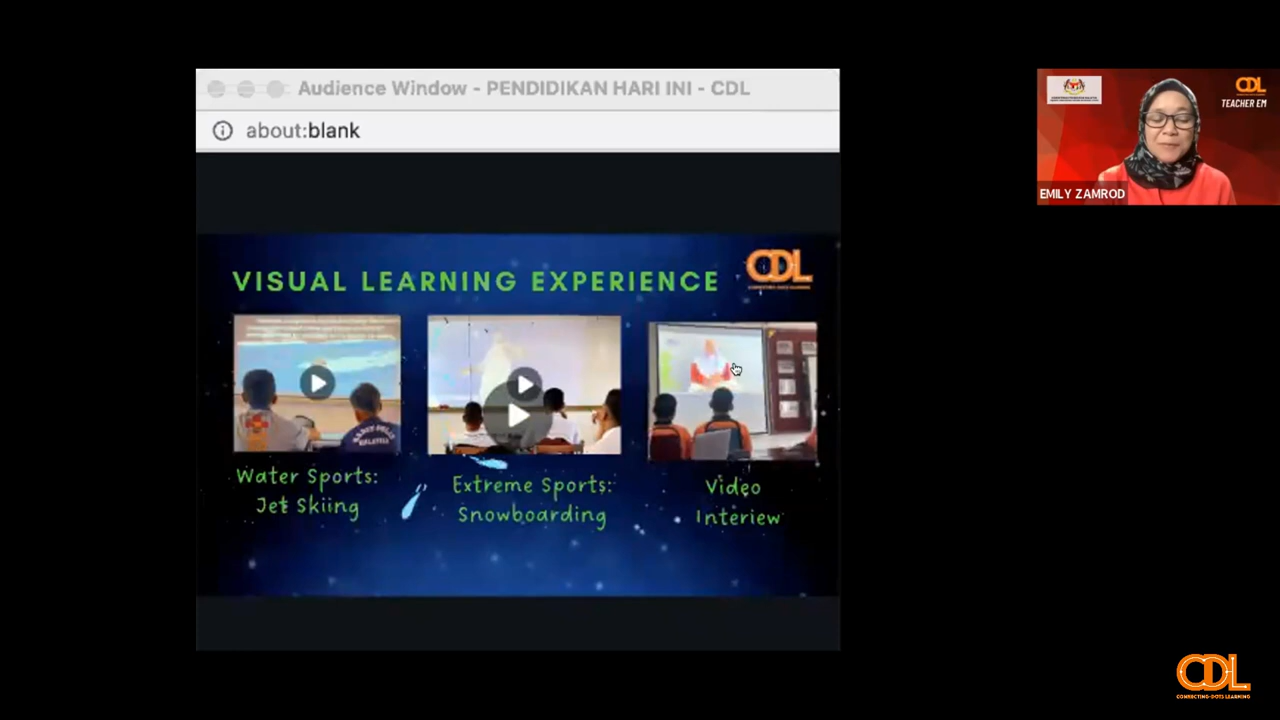 Audience Window - PENDIDIKAN HARI INI - CDL
about:blank
VISUAL LEARNING EXPERIENCE
CDL
Water Sports:
Jet Skiing
Extreme Sports:
Snowboarding
Video
Interiew
CDL
TEACHER EM
EMILY ZAMROD
CDL
CONNECTING-DOTS LEARNING